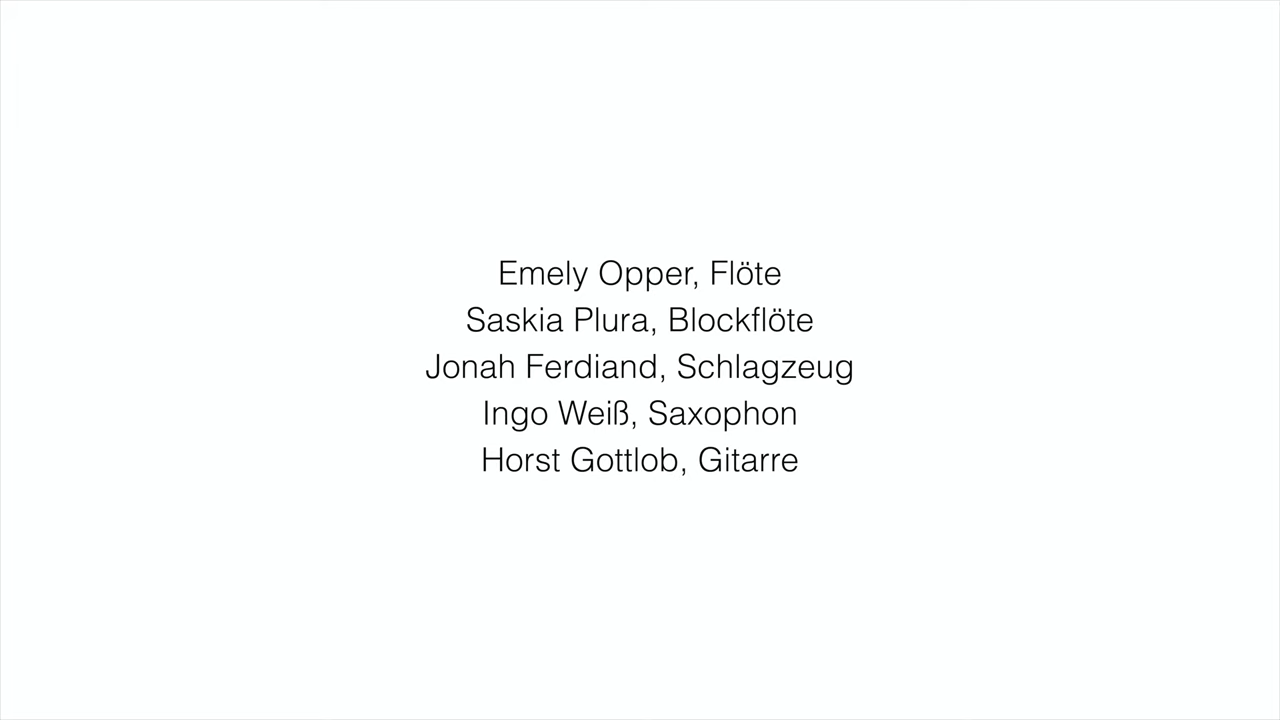 Emely Opper, Flöte
Saskia Plura, Blockflöte
Jonah Ferdiand, Schlagzeug
Ingo Weiß, Saxophon
Horst Gottlob, Gitarre